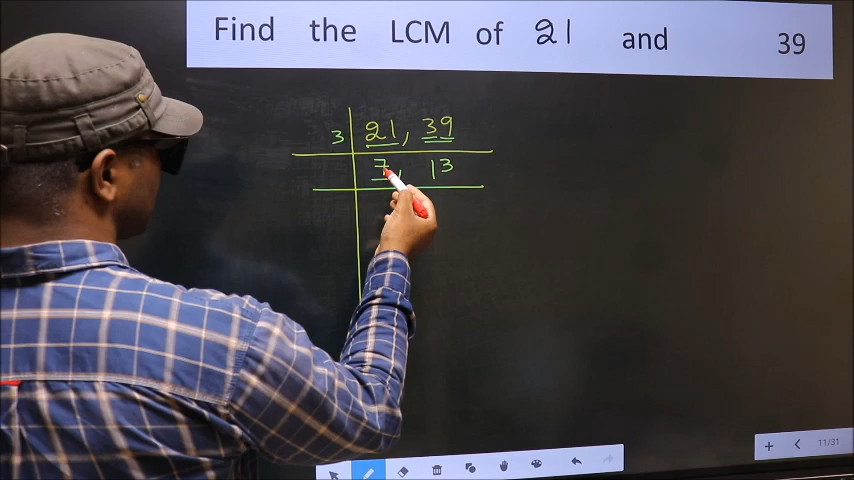 Find the LCM of 21 and 39
3 21, 39
7, 13
11/31